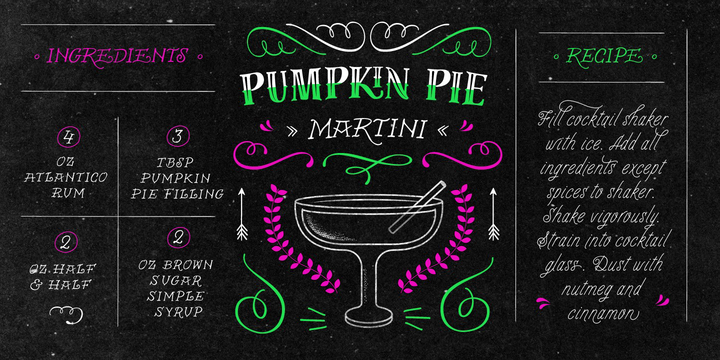 INGREDIENTS
4
OZ
ATLANTICO
RUM
3
TBSP
PUMPKIN
PIE FILLING
2
OZ. HALF
& HALF
2
OZ BROWN
SUGAR
SIMPLE
SYRUP
PUMPKIN PIE
» MARTINI «
RECIPE
Fill cocktail shaker
with ice. Add all
ingredients except
spices to shaker.
Shake vigorously.
Strain into cocktail
glass. Dust with
nutmeg and
cinnamon